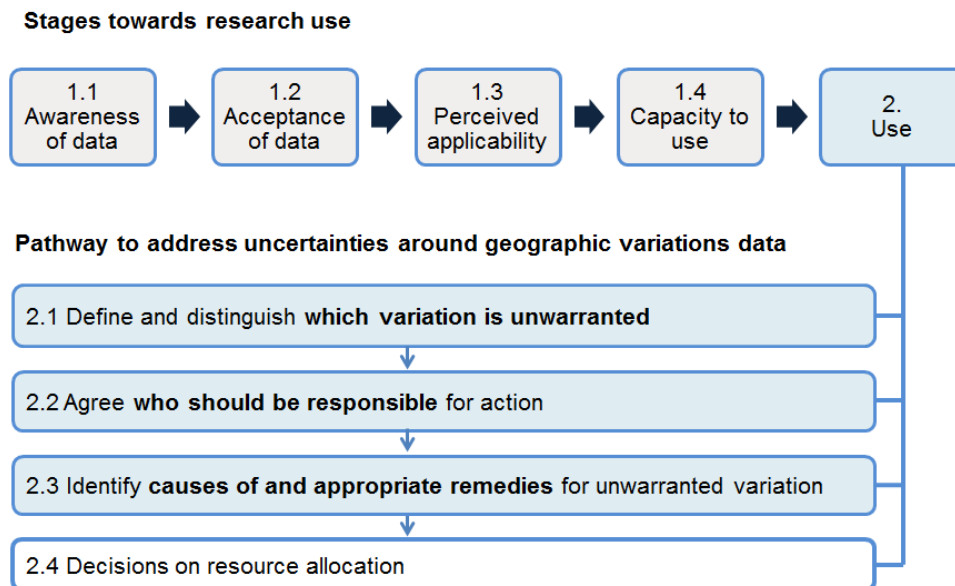 Stages towards research use
1.1
Awareness
of data
1.2
Acceptance
of data
1.3
Perceived
applicability
1.4
Capacity to
use
2.
Use
Pathway to address uncertainties around geographic variations data
2.1 Define and distinguish which variation is unwarranted
2.2 Agree who should be responsible for action
2.3 Identify causes of and appropriate remedies for unwarranted variation
2.4 Decisions on resource allocation